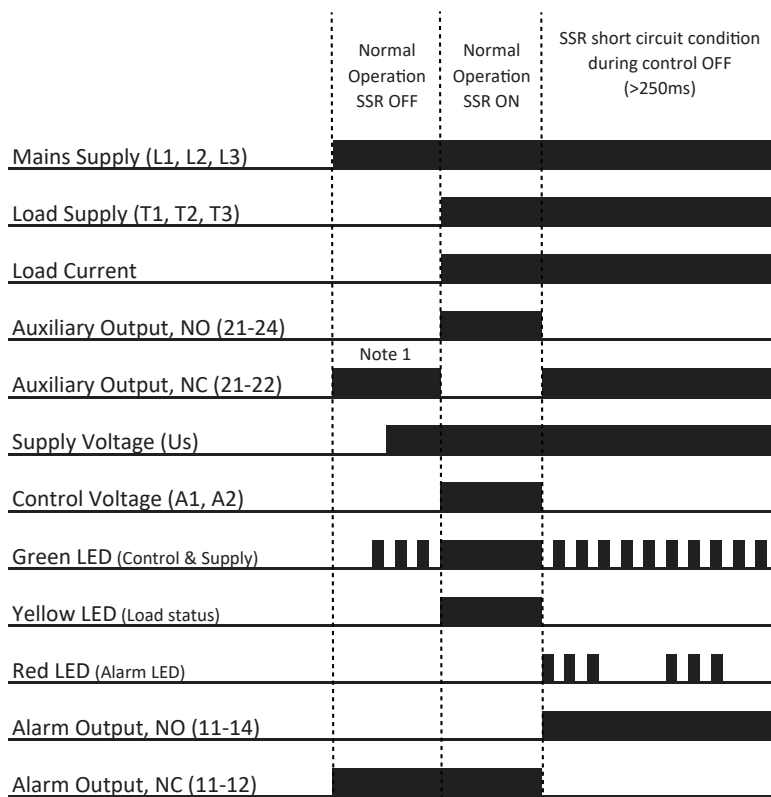 Normal
Operation
SSR OFF
Normal
Operation
SSR ON
SSR short circuit condition
during control OFF
(>250ms)
Mains Supply (L1, L2, L3)
Load Supply (T1, T2, T3)
Load Current
Auxiliary Output, NO (21-24)
Note 1
Auxiliary Output, NC (21-22)
Supply Voltage (Us)
Control Voltage (A1, A2)
Green LED (Control & Supply)
Yellow LED (Load status)
Red LED (Alarm LED)
Alarm Output, NO (11-14)
Alarm Output, NC (11-12)